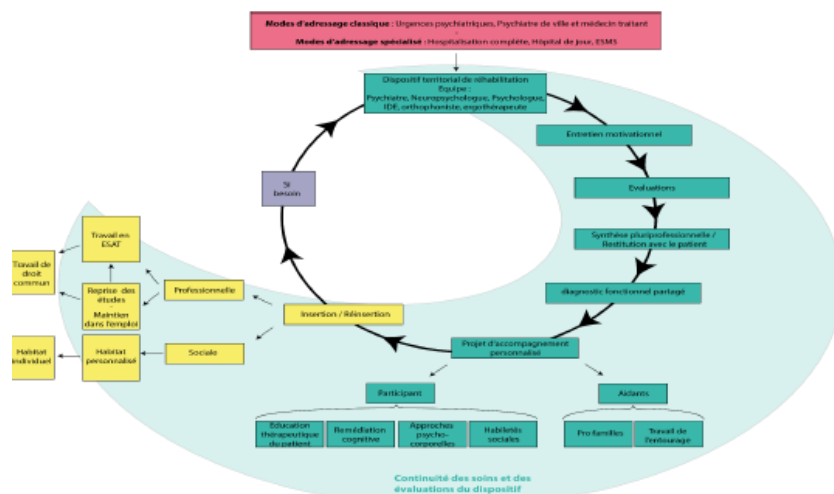 Modes d'adressage classique : Urgences psychiatriques, Psychiatre de ville et médecin traitant
-
Modes d'adressage spécialisé : Hospitalisation complète, Hôpital de Jour, ESMS
Dispositif territorial de réhabilitation
Equipe :
Psychiatre, Neuropsychologue, Psychologue,
IDE, orthophoniste, ergothérapeute
Entretien motivationnel
Evaluations
Synthèse pluriprofessionnelle /
Restitution avec le patient
diagnostic fonctionnel partagé
Projet d'accompagnement
personnalisé
Participant
Education
thérapeutique
du patient
Remédiation
cognitive
Approches
psycho-
corporelles
Habiletés
sociales
Aidants
Pro familles
Travail de
l'entourage
Insertion / Réinsertion
Si
besoin
Professionnelle
Sociale
Travail en
ESAT
Reprise des
études
-
Maintien
dans l'emploi
Travail de
droit
commun
Habitat
personnalisé
Habitat
individuel
Continuité des soins et des
évaluations du dispositif